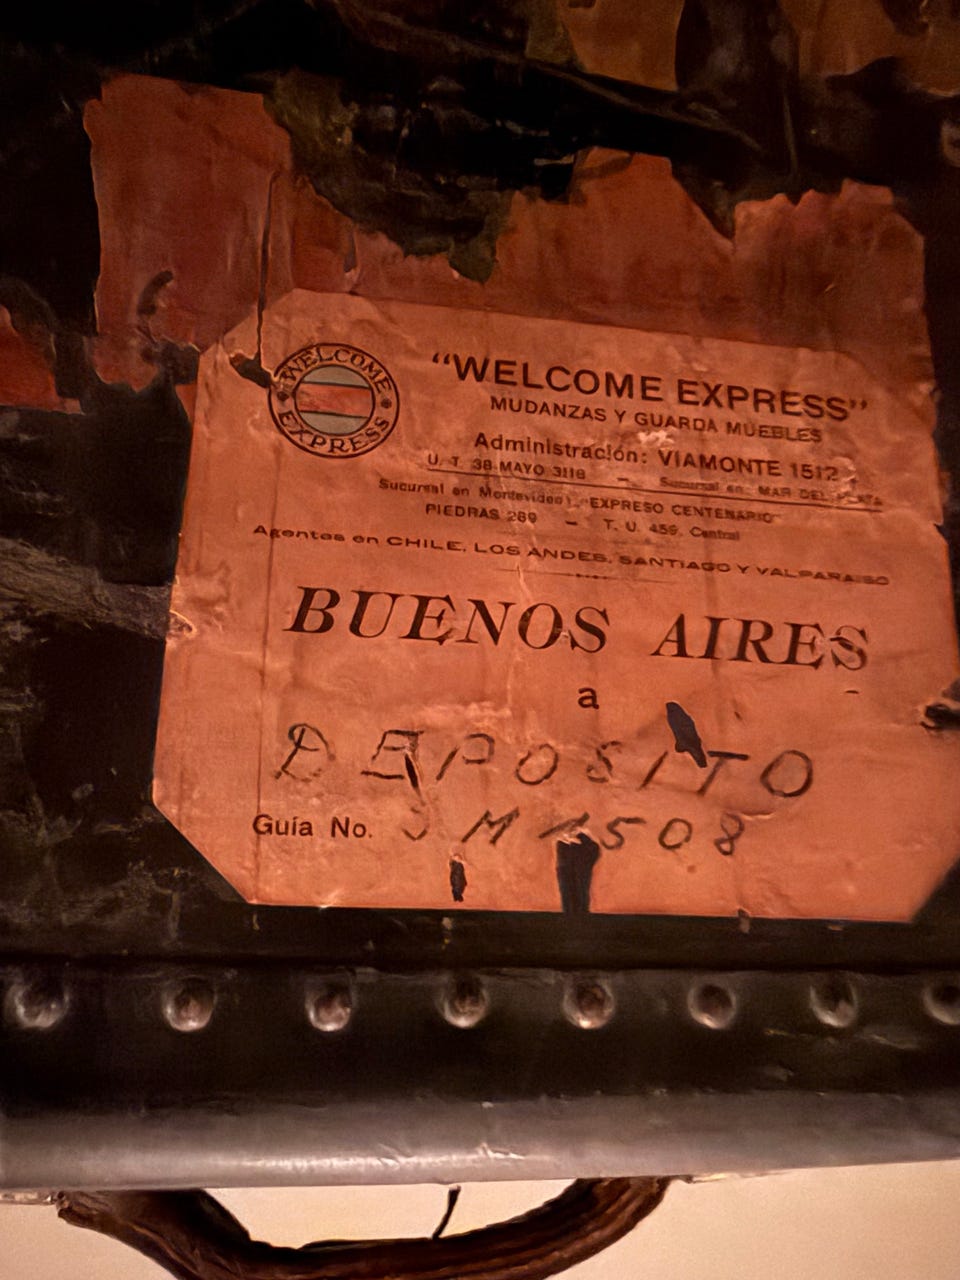 WELCOME EXPRESS
"WELCOME EXPRESS"
MUDANZAS Y GUARDA MUEBLES
Administración: VIAMONTE 1512
U. T. 38 MAYO 3118 — Sucursal en MAR DEL PLATA
Sucursal en Montevideo: "EXPRESO CENTENARIO"
PIEDRAS 269 — T. U. 459, Central
Agentes en CHILE, LOS ANDES, SANTIAGO Y VALPARAISO
BUENOS AIRES
a
DEPOSITO
Guía No. J M 1508